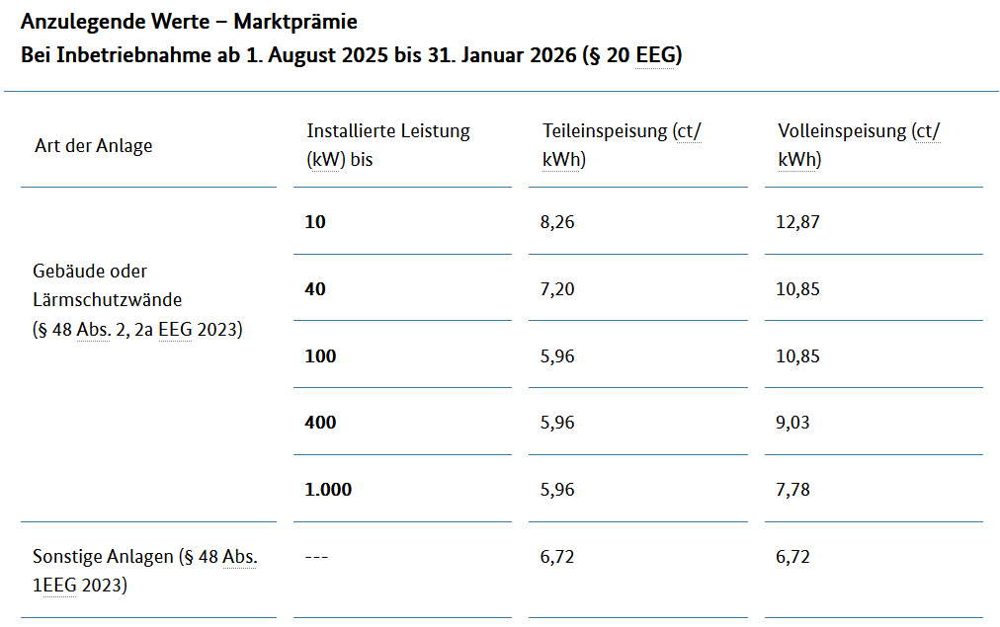 Anzulegende Werte – Marktprämie
Bei Inbetriebnahme ab 1. August 2025 bis 31. Januar 2026 (§ 20 EEG)
Art der Anlage
Installierte Leistung
(kW) bis
Teileinspeisung (ct/
kWh)
Volleinspeisung (ct/
kWh)
Gebäude oder
Lärmschutzwände
(§ 48 Abs. 2, 2a EEG 2023)
10 8,26 12,87
40 7,20 10,85
100 5,96 10,85
400 5,96 9,03
1.000 5,96 7,78
Sonstige Anlagen (§ 48 Abs.
1EEG 2023)
--- 6,72 6,72